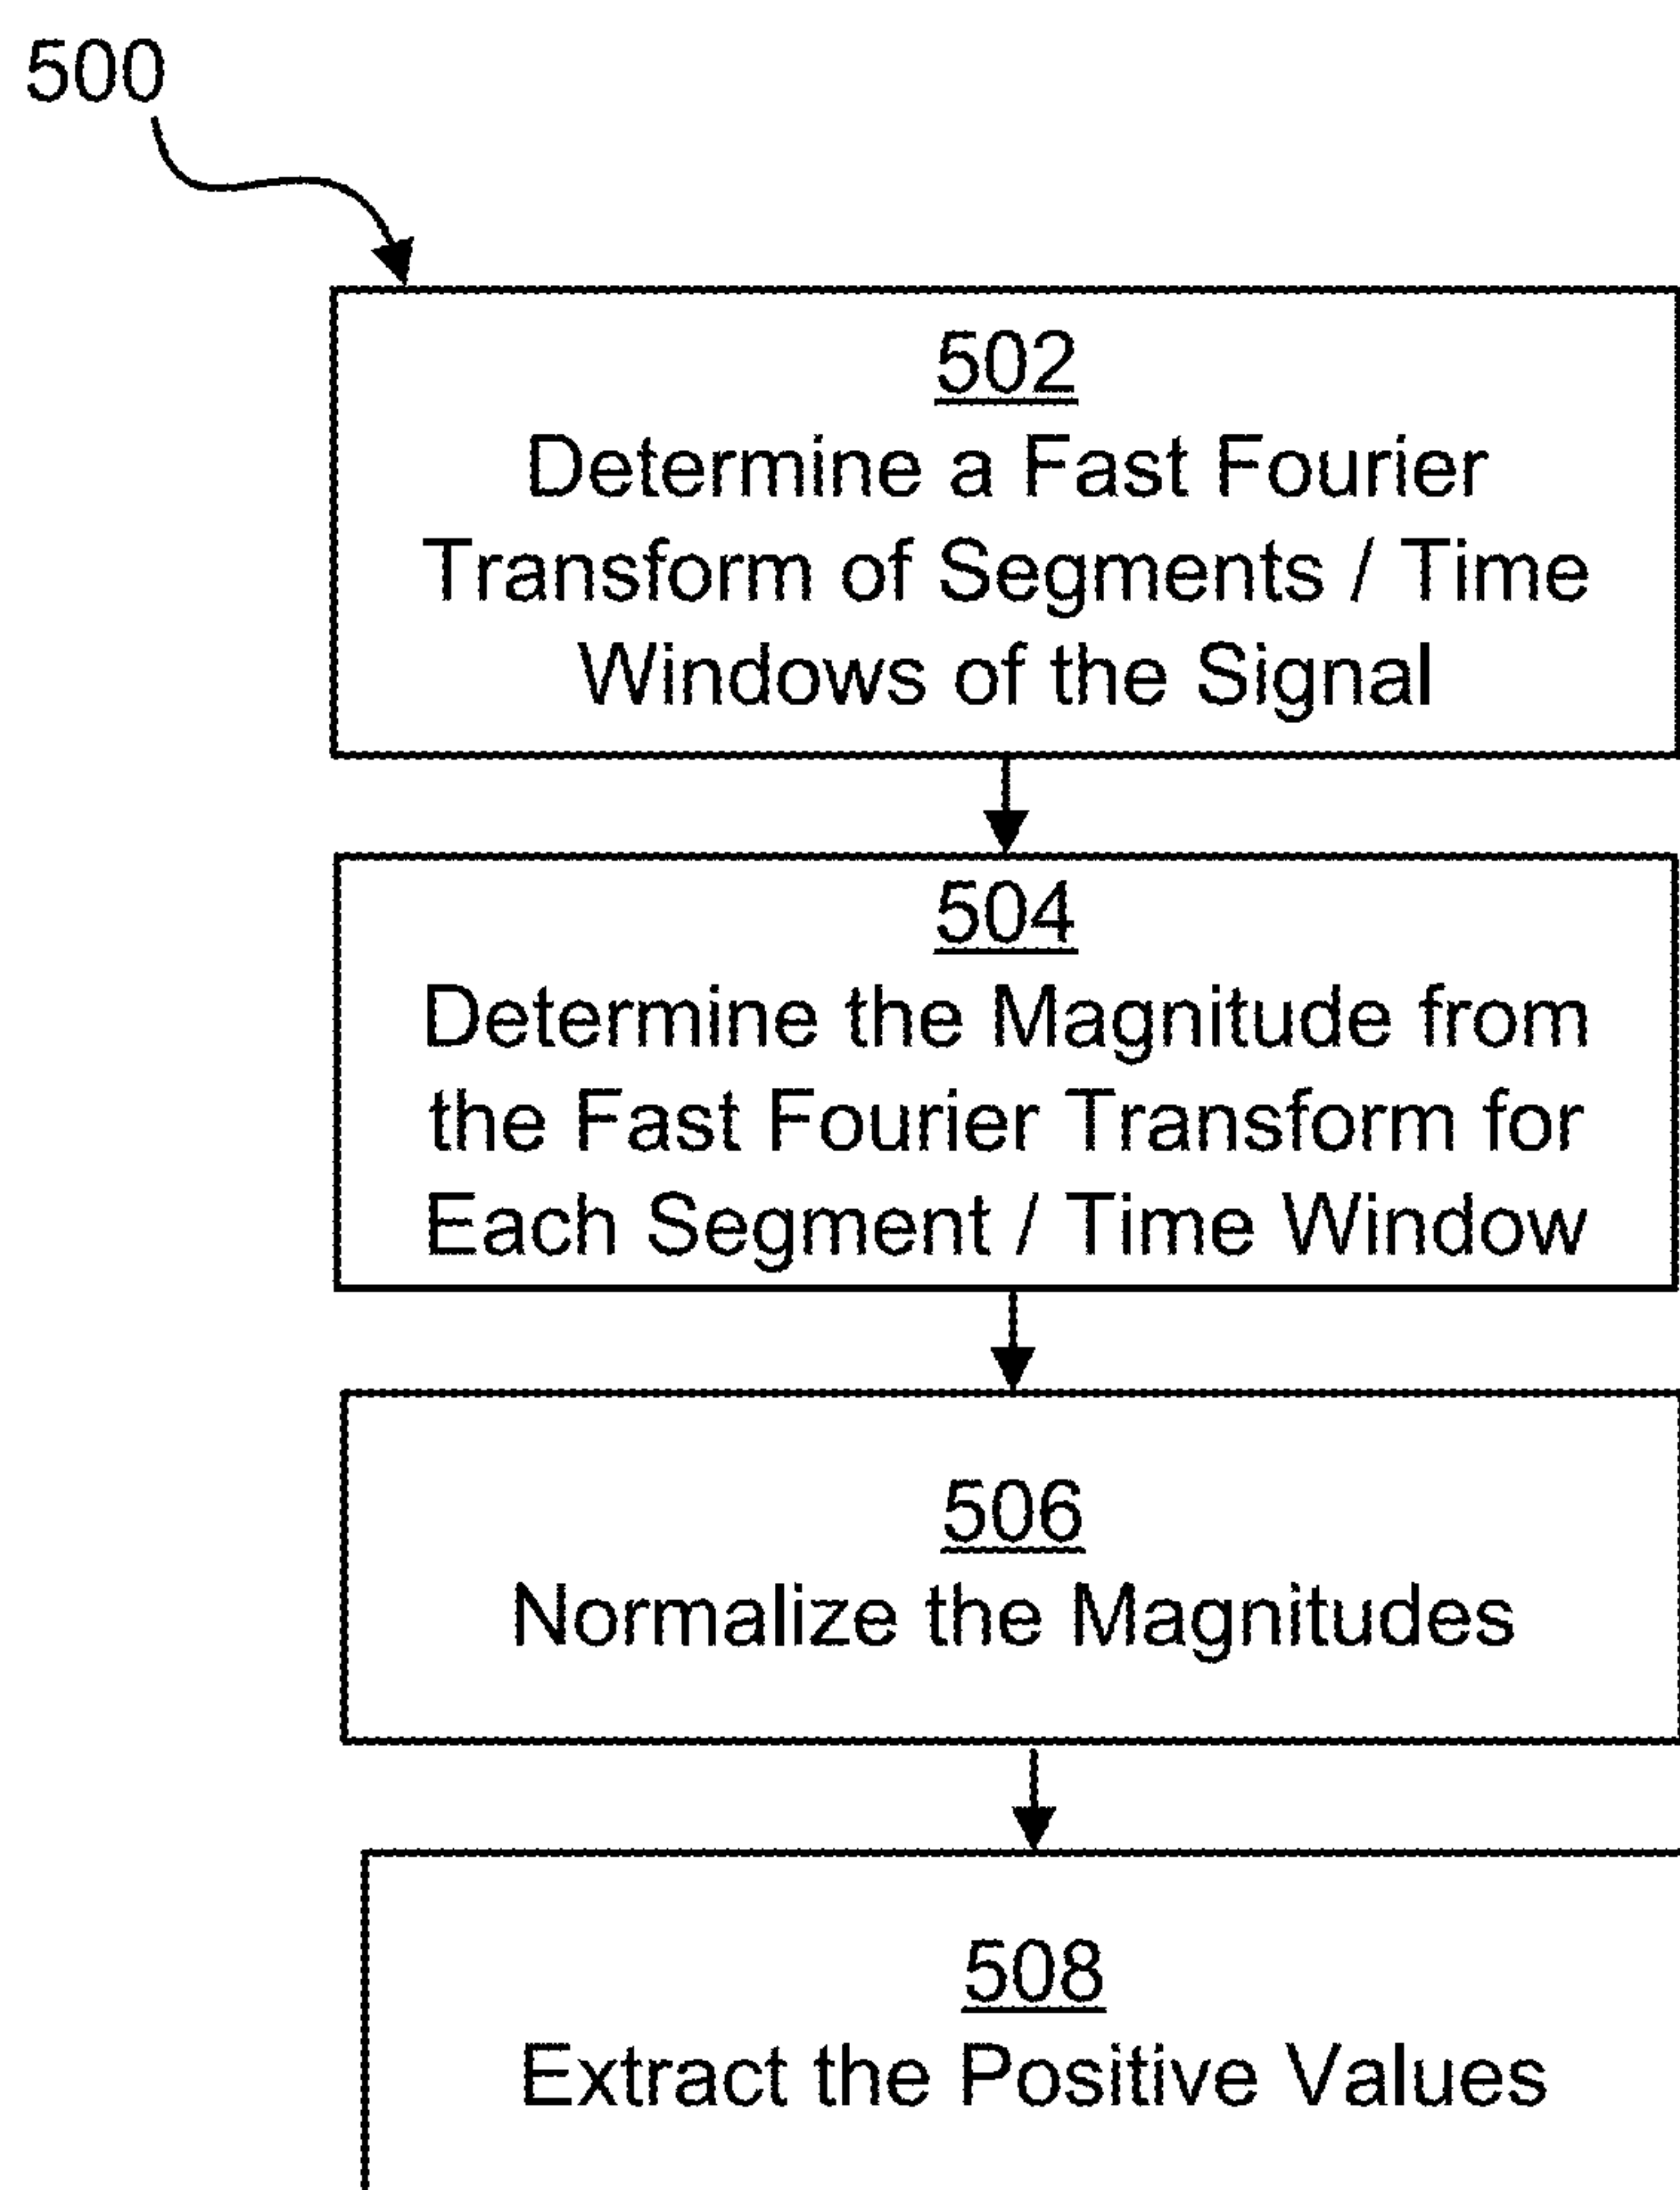 500
502
Determine a Fast Fourier
Transform of Segments / Time
Windows of the Signal
504
Determine the Magnitude from
the Fast Fourier Transform for
Each Segment / Time Window
506
Normalize the Magnitudes
508
Extract the Positive Values